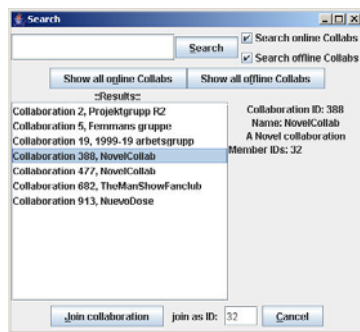 Search
Search
Search online Collabs
Search offline Collabs
Show all online Collabs
Show all offline Collabs
::Results::
Collaboration 2, Projektgrupp R2
Collaboration 5, Femmans gruppe
Collaboration 19, 1999-19 arbetsgrupp
Collaboration 388, NovelCollab
Collaboration 477, NovelCollab
Collaboration 682, TheManShowFanclub
Collaboration 913, NuevoDose
Collaboration ID: 388
Name: NovelCollab
A Novel collaboration
Member IDs: 32
Join collaboration
join as ID:
32
Cancel